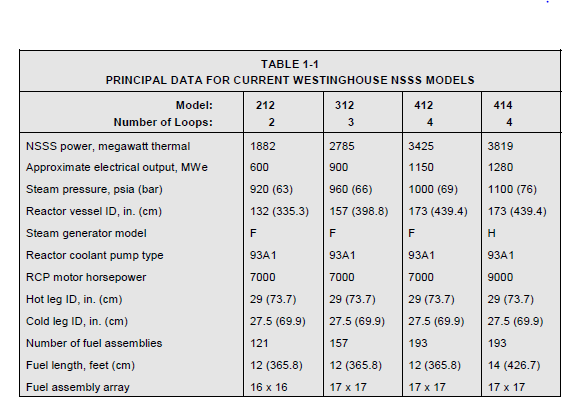 TABLE 1-1
PRINCIPAL DATA FOR CURRENT WESTINGHOUSE NSSS MODELS
Model: 212 312 412 414
Number of Loops: 2 3 4 4
NSSS power, megawatt thermal 1882 2785 3425 3819
Approximate electrical output, MWe 600 900 1150 1280
Steam pressure, psia (bar) 920 (63) 960 (66) 1000 (69) 1100 (76)
Reactor vessel ID, in. (cm) 132 (335.3) 157 (398.8) 173 (439.4) 173 (439.4)
Steam generator model F F F H
Reactor coolant pump type 93A1 93A1 93A1 93A1
RCP motor horsepower 7000 7000 7000 9000
Hot leg ID, in. (cm) 29 (73.7) 29 (73.7) 29 (73.7) 29 (73.7)
Cold leg ID, in. (cm) 27.5 (69.9) 27.5 (69.9) 27.5 (69.9) 27.5 (69.9)
Number of fuel assemblies 121 157 193 193
Fuel length, feet (cm) 12 (365.8) 12 (365.8) 12 (365.8) 14 (426.7)
Fuel assembly array 16 x 16 17 x 17 17 x 17 17 x 17